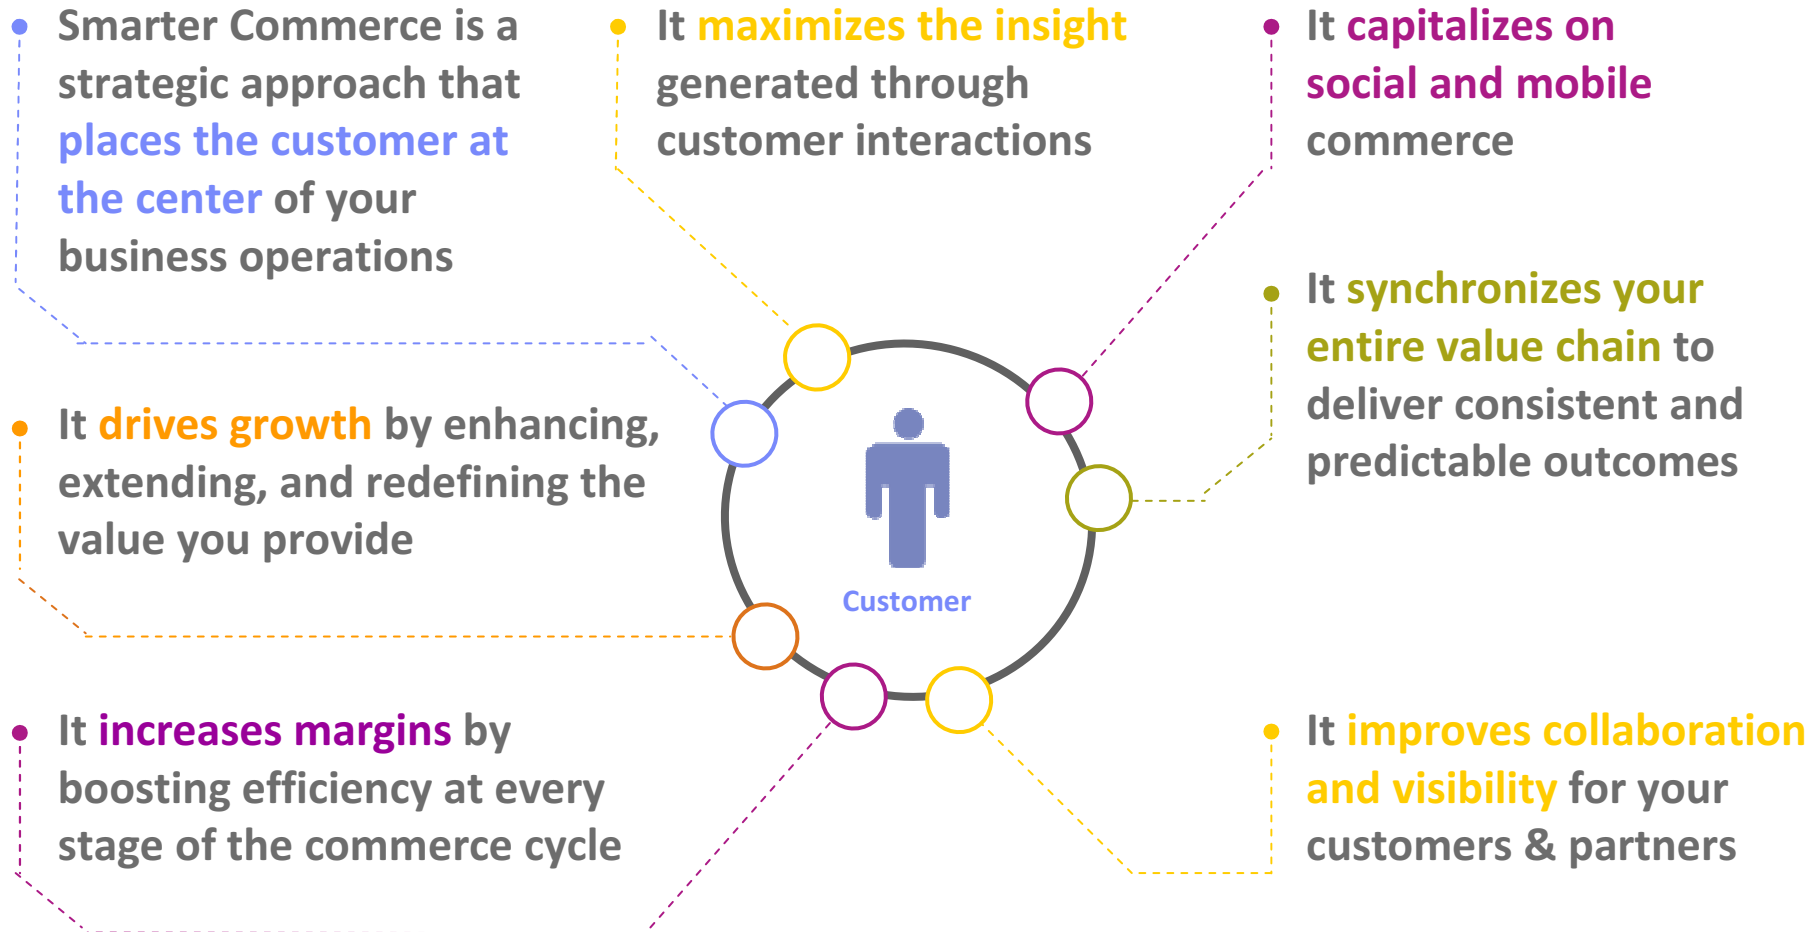 Smarter Commerce is a
strategic approach that
places the customer at
the center of your
business operations
It maximizes the insight
generated through
customer interactions
It capitalizes on
social and mobile
commerce
It synchronizes your
entire value chain to
deliver consistent and
predictable outcomes
It drives growth by enhancing,
extending, and redefining the
value you provide
Customer
It increases margins by
boosting efficiency at every
stage of the commerce cycle
It improves collaboration
and visibility for your
customers & partners